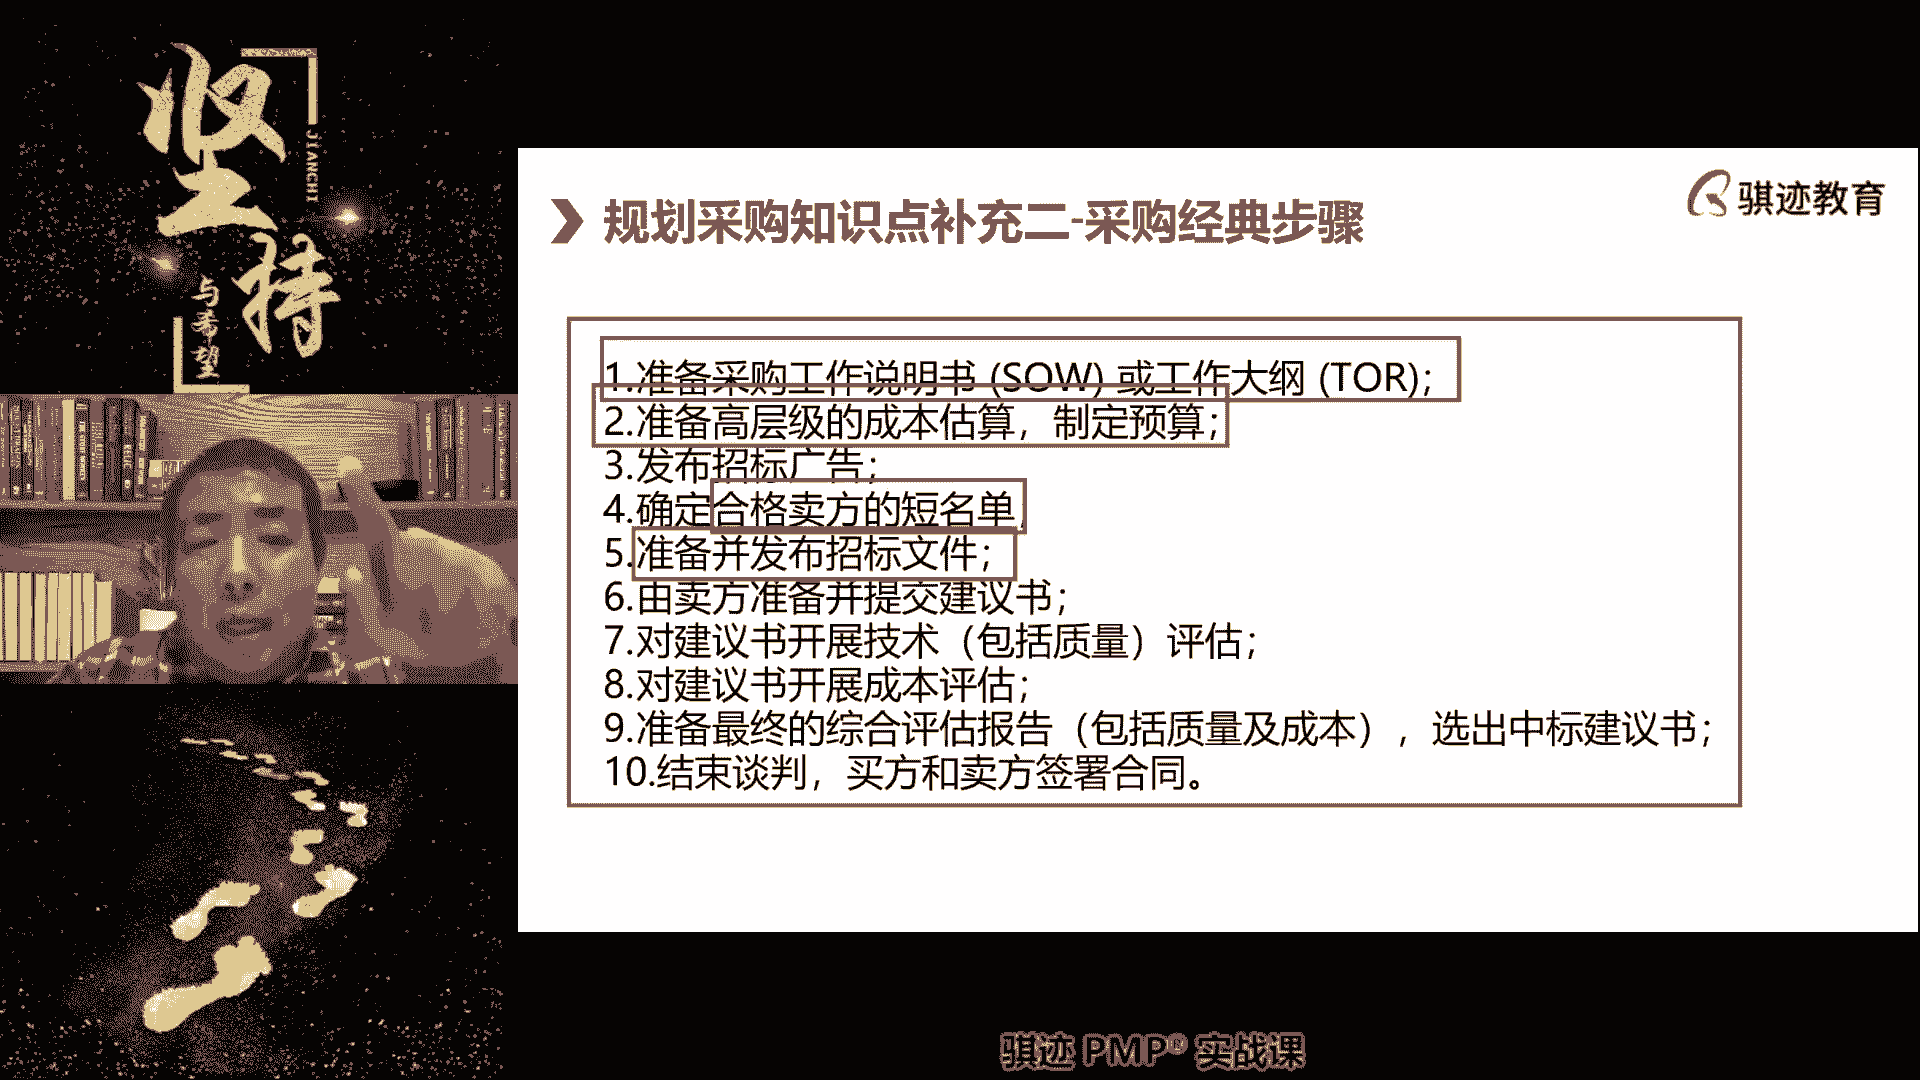 坚持
JIANCHI
与希望
骐迹教育
规划采购知识点补充二-采购经典步骤
1.准备采购工作说明书 (SOW) 或工作大纲 (TOR)；
2.准备高层级的成本估算，制定预算；
3.发布招标广告；
4.确定合格卖方的短名单
5.准备并发布招标文件；
6.由卖方准备并提交建议书；
7.对建议书开展技术（包括质量）评估；
8.对建议书开展成本评估；
9.准备最终的综合评估报告（包括质量及成本），选出中标建议书；
10.结束谈判，买方和卖方签署合同。
骐迹 PMP® 实战课